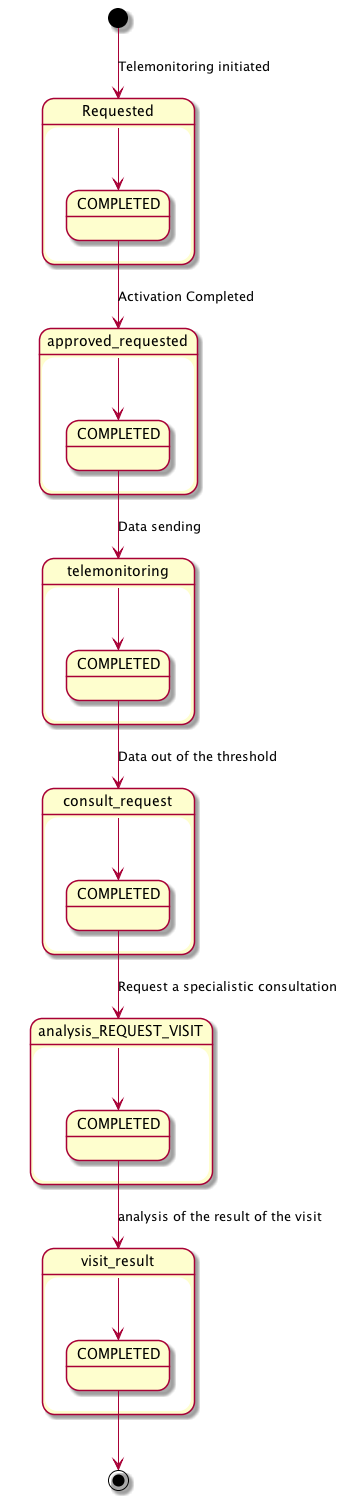 Telemonitoring initiated
Requested
COMPLETED
Activation Completed
approved_requested
COMPLETED
Data sending
telemonitoring
COMPLETED
Data out of the threshold
consult_request
COMPLETED
Request a specialistic consultation
analysis_REQUEST_VISIT
COMPLETED
analysis of the result of the visit
visit_result
COMPLETED